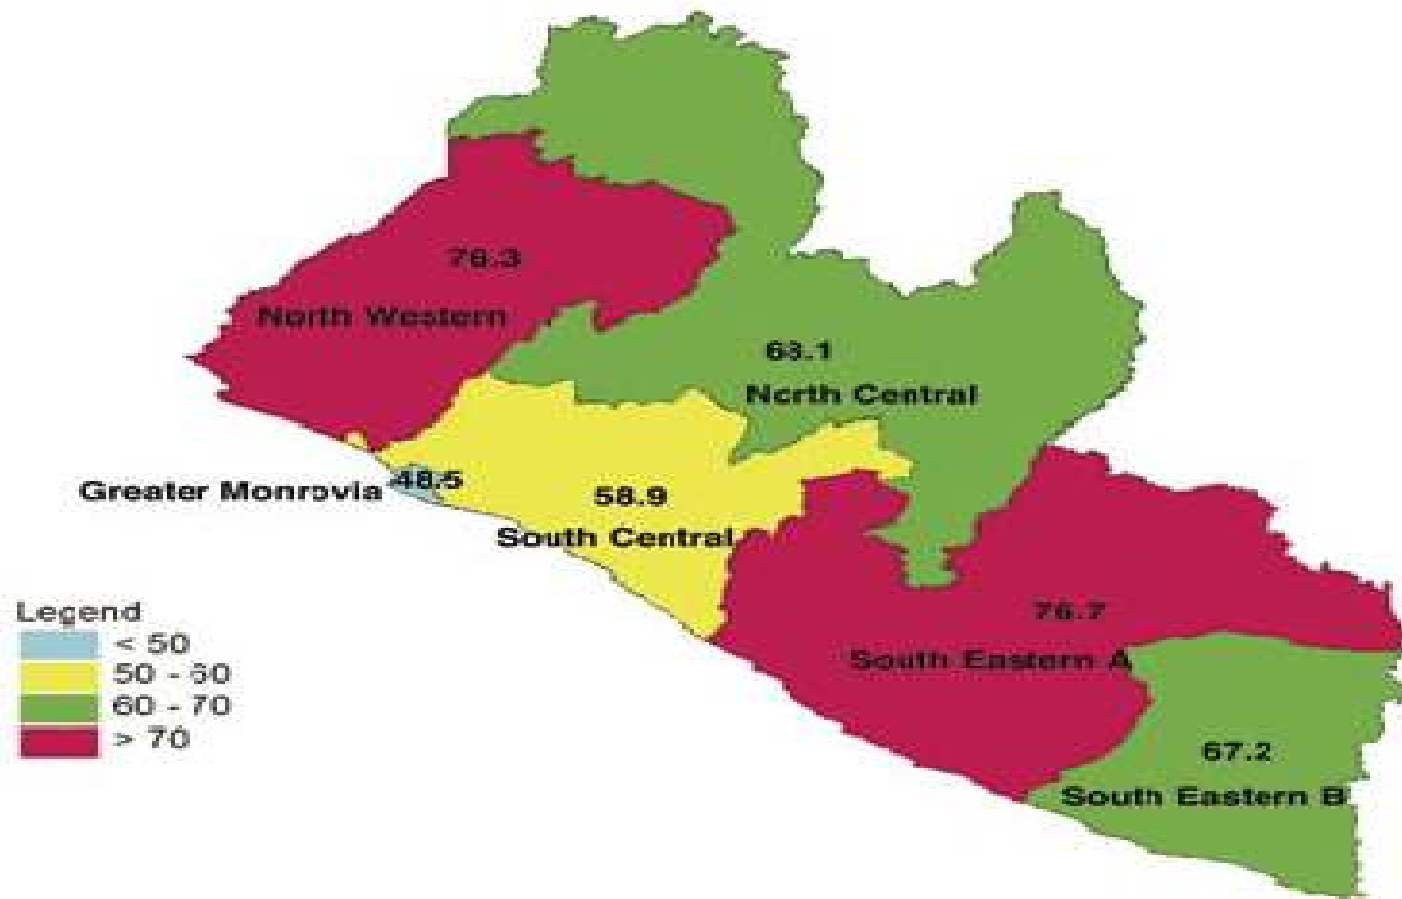 76.3
North Western
63.1
North Central
Greater Monrovia
48.5
58.9
South Central
76.7
South Eastern A
67.2
South Eastern B
Legend
< 50
50 - 60
60 - 70
> 70